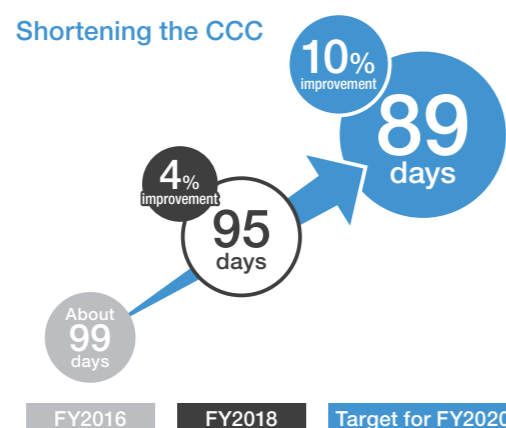 Shortening the CCC
10%
improvement
89
days
4%
improvement
95
days
About
99
days
FY2016
FY2018
Target for FY2020